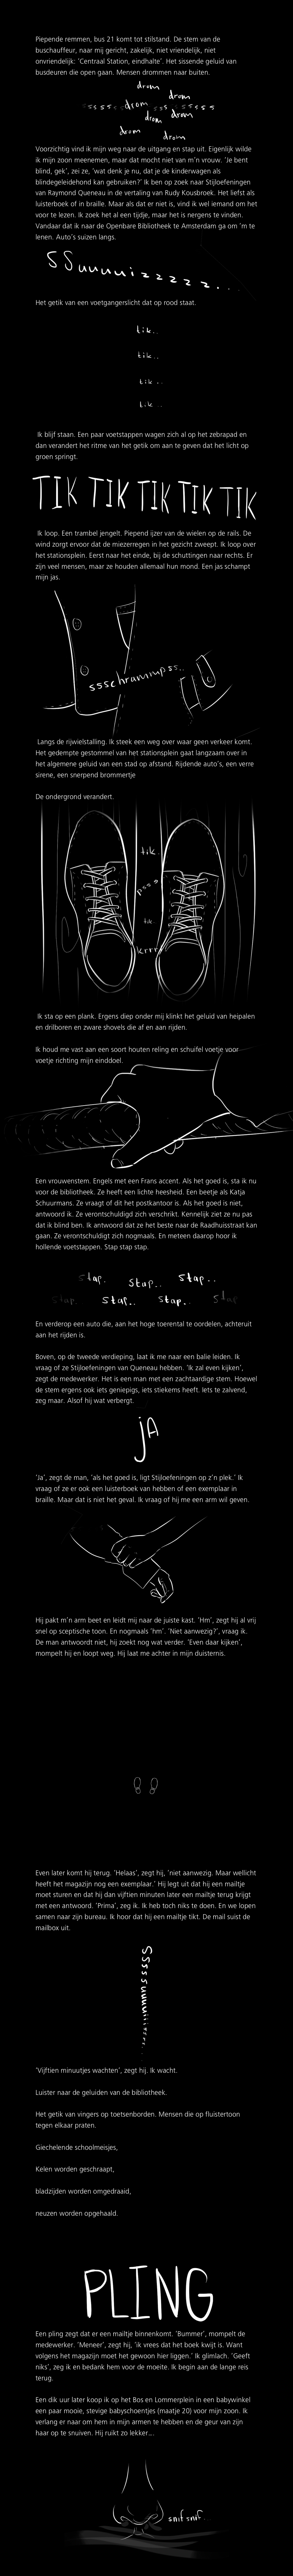 Piepende remmen, bus 21 komt tot stilstand. De stem van de
buschauffeur, naar mij gericht, zakelijk, niet vriendelijk, niet
onvriendelijk: ‘Centraal Station, eindhalte’. Het sissende geluid van
busdeuren die open gaan. Mensen drommen naar buiten.
drom
drom
ssssss drom sss ssssss
drom drom
drom drom
Voorzichtig vind ik mijn weg naar de uitgang en stap uit. Eigenlijk wilde
ik mijn zoon meenemen, maar dat mocht niet van m’n vrouw. ‘Je bent
blind, gek’, zei ze, ‘wat denk je nu, dat je de kinderwagen als
blindegeleidehond kan gebruiken?’ Ik ben op zoek naar Stijloefeningen
van Raymond Queneau in de vertaling van Rudy Kousbroek. Het liefst als
luisterboek of in braille. Maar als dat er niet is, vind ik wel iemand om het
voor te lezen. Ik zoek het al een tijdje, maar het is nergens te vinden.
Vandaar dat ik naar de Openbare Bibliotheek te Amsterdam ga om ‘m te
lenen. Auto’s suizen langs.
SSuuuuizzzzz...
Het getik van een voetgangerslicht dat op rood staat.
tik..
tik..
tik..
tik...
Ik blijf staan. Een paar voetstappen wagen zich al op het zebrapad en
dan verandert het ritme van het getik om aan te geven dat het licht op
groen springt.
TIK TIK TIK TIK TIK
Ik loop. Een trambel jengelt. Piepend ijzer van de wielen op de rails. De
wind zorgt ervoor dat de miezerregen in het gezicht zweept. Ik loop over
het stationsplein. Eerst naar het einde, bij de schuttingen naar rechts. Er
zijn veel mensen, maar ze houden allemaal hun mond. Een jas schampt
mijn jas.
ssschrammpss..
Langs de rijwielstalling. Ik steek een weg over waar geen verkeer komt.
Het gedempte gestommel van het stationsplein gaat langzaam over in
het algemene geluid van een stad op afstand. Rijdende auto’s, een verre
sirene, een snerpend brommertje
De ondergrond verandert.
tik..
psss
tik
krrrr
Ik sta op een plank. Ergens diep onder mij klinkt het geluid van heipalen
en drilboren en zware shovels die af en aan rijden.
Ik houd me vast aan een soort houten reling en schuifel voetje voor
voetje richting mijn einddoel.
Een vrouwenstem. Engels met een Frans accent. Als het goed is, sta ik nu
voor de bibliotheek. Ze heeft een lichte heesheid. Een beetje als Katja
Schuurmans. Ze vraagt of dit het postkantoor is. Als het goed is niet,
antwoord ik. Ze verontschuldigd zich verschrikt. Kennelijk ziet ze nu pas
dat ik blind ben. Ik antwoord dat ze het beste naar de Raadhuisstraat kan
gaan. Ze verontschuldigt zich nogmaals. En meteen daarop hoor ik
hollende voetstappen. Stap stap stap.
stap. stap.. stap..
stap. stap.. stap.. stap
En verderop een auto die, aan het hoge toerental te oordelen, achteruit
aan het rijden is.
Boven, op de tweede verdieping, laat ik me naar een balie leiden. Ik
vraag of ze Stijloefeningen van Queneau hebben. ‘Ik zal even kijken’,
zegt de medewerker. Het is een man met een zachtaardige stem. Hoewel
de stem ergens ook iets geniepigs, iets stiekems heeft. Iets te zalvend,
zeg maar. Alsof hij wat verbergt.
jA
‘Ja’, zegt de man, ‘als het goed is, ligt Stijloefeningen op z’n plek.’ Ik
vraag of ze er ook een luisterboek van hebben of een exemplaar in
braille. Maar dat is niet het geval. Ik vraag of hij me een arm wil geven.
Hij pakt m’n arm beet en leidt mij naar de juiste kast. ‘Hm’, zegt hij al vrij
snel op sceptische toon. En nogmaals ‘hm’. ‘Niet aanwezig?’, vraag ik.
De man antwoordt niet, hij zoekt nog wat verder. ‘Even daar kijken’,
mompelt hij en loopt weg. Hij laat me achter in mijn duisternis.
Even later komt hij terug. ‘Helaas’, zegt hij, ‘niet aanwezig. Maar wellicht
heeft het magazijn nog een exemplaar.’ Hij legt uit dat hij een mailtje
moet sturen en dat hij dan vijftien minuten later een mailtje terug krijgt
met een antwoord. ‘Prima’, zeg ik. Ik heb toch niks te doen. En we lopen
samen naar zijn bureau. Ik hoor dat hij een mailtje tikt. De mail suist de
mailbox uit.
‘Vijftien minuutjes wachten’, zegt hij. Ik wacht.
Luister naar de geluiden van de bibliotheek.
Het getik van vingers op toetsenborden. Mensen die op fluistertoon
tegen elkaar praten.
Giechelende schoolmeisjes,
Kelen worden geschraapt,
bladzijden worden omgedraaid,
neuzen worden opgehaald.
PLING
Een pling zegt dat er een mailtje binnenkomt. ‘Bummer’, mompelt de
medewerker. ‘Meneer’, zegt hij, ‘ik vrees dat het boek kwijt is. Want
volgens het magazijn moet het gewoon hier liggen.’ Ik glimlach. ‘Geeft
niks’, zeg ik en bedank hem voor de moeite. Ik begin aan de lange reis
terug.
Een dik uur later koop ik op het Bos en Lommerplein in een babywinkel
een paar mooie, stevige babyschoentjes (maatje 20) voor mijn zoon. Ik
verlang er naar om hem in mijn armen te hebben en de geur van zijn
haar op te snuiven. Hij ruikt zo lekker...
snif snif.